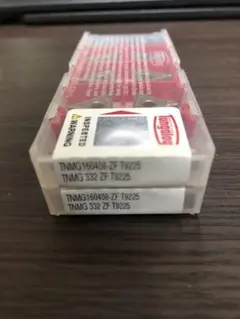 Tungaloy
INSPECTED
WARNING
TNMG160408-ZF T9225
TNMG 332 ZF T9225
TNMG160408-ZF T9225
TNMG 332 ZF T9225